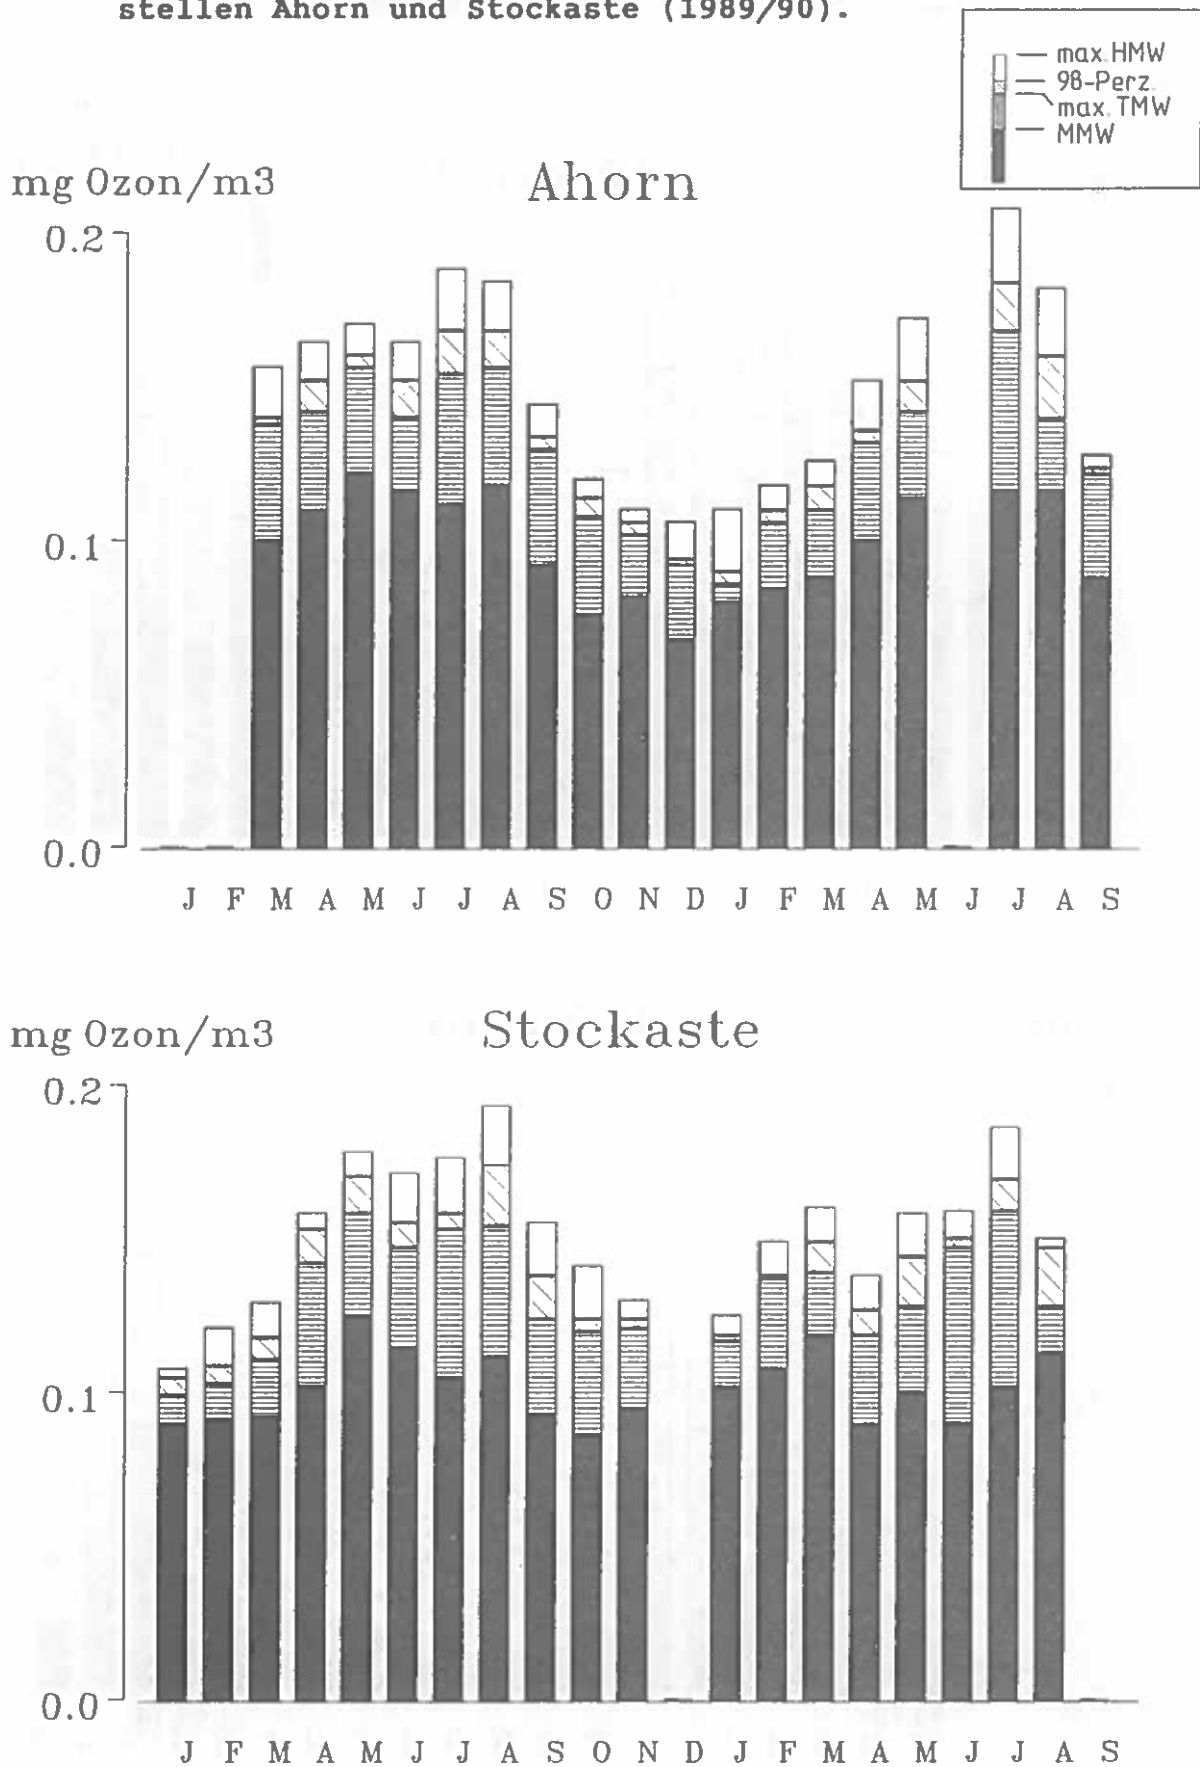 stellen Ahorn und Stockaste (1989/90).
max. HMW
98-Perz.
max. TMW
MMW
mg Ozon/m3
Ahorn
0.2
0.1
0.0
J F M A M J J A S O N D J F M A M J J A S
mg Ozon/m3
Stockaste
0.2
0.1
0.0
J F M A M J J A S O N D J F M A M J J A S